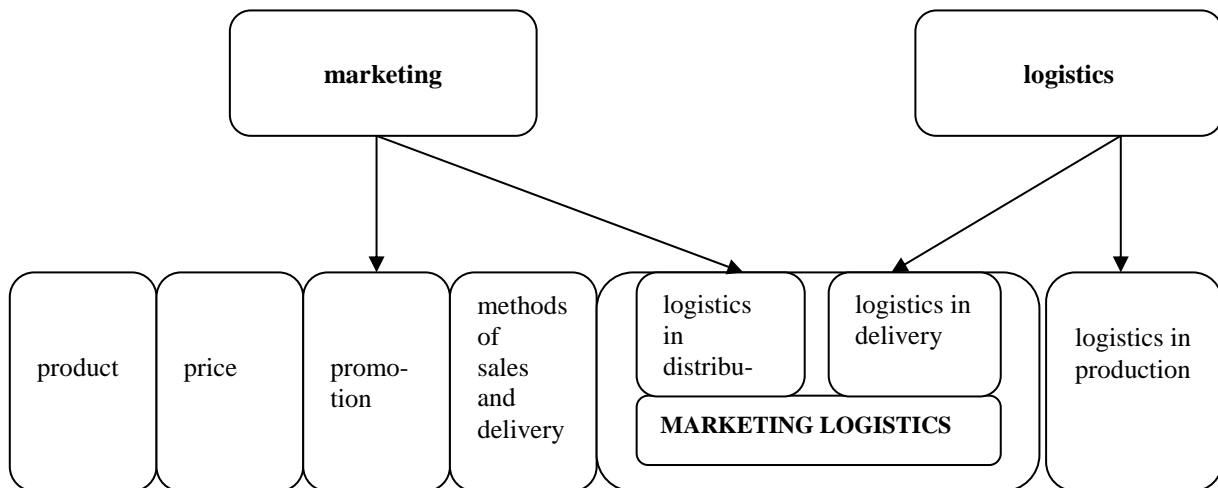 marketing
logistics
product
price
promo-
tion
methods
of
sales
and
delivery
logistics
in
distribu-
logistics in
delivery
MARKETING LOGISTICS
logistics in
production